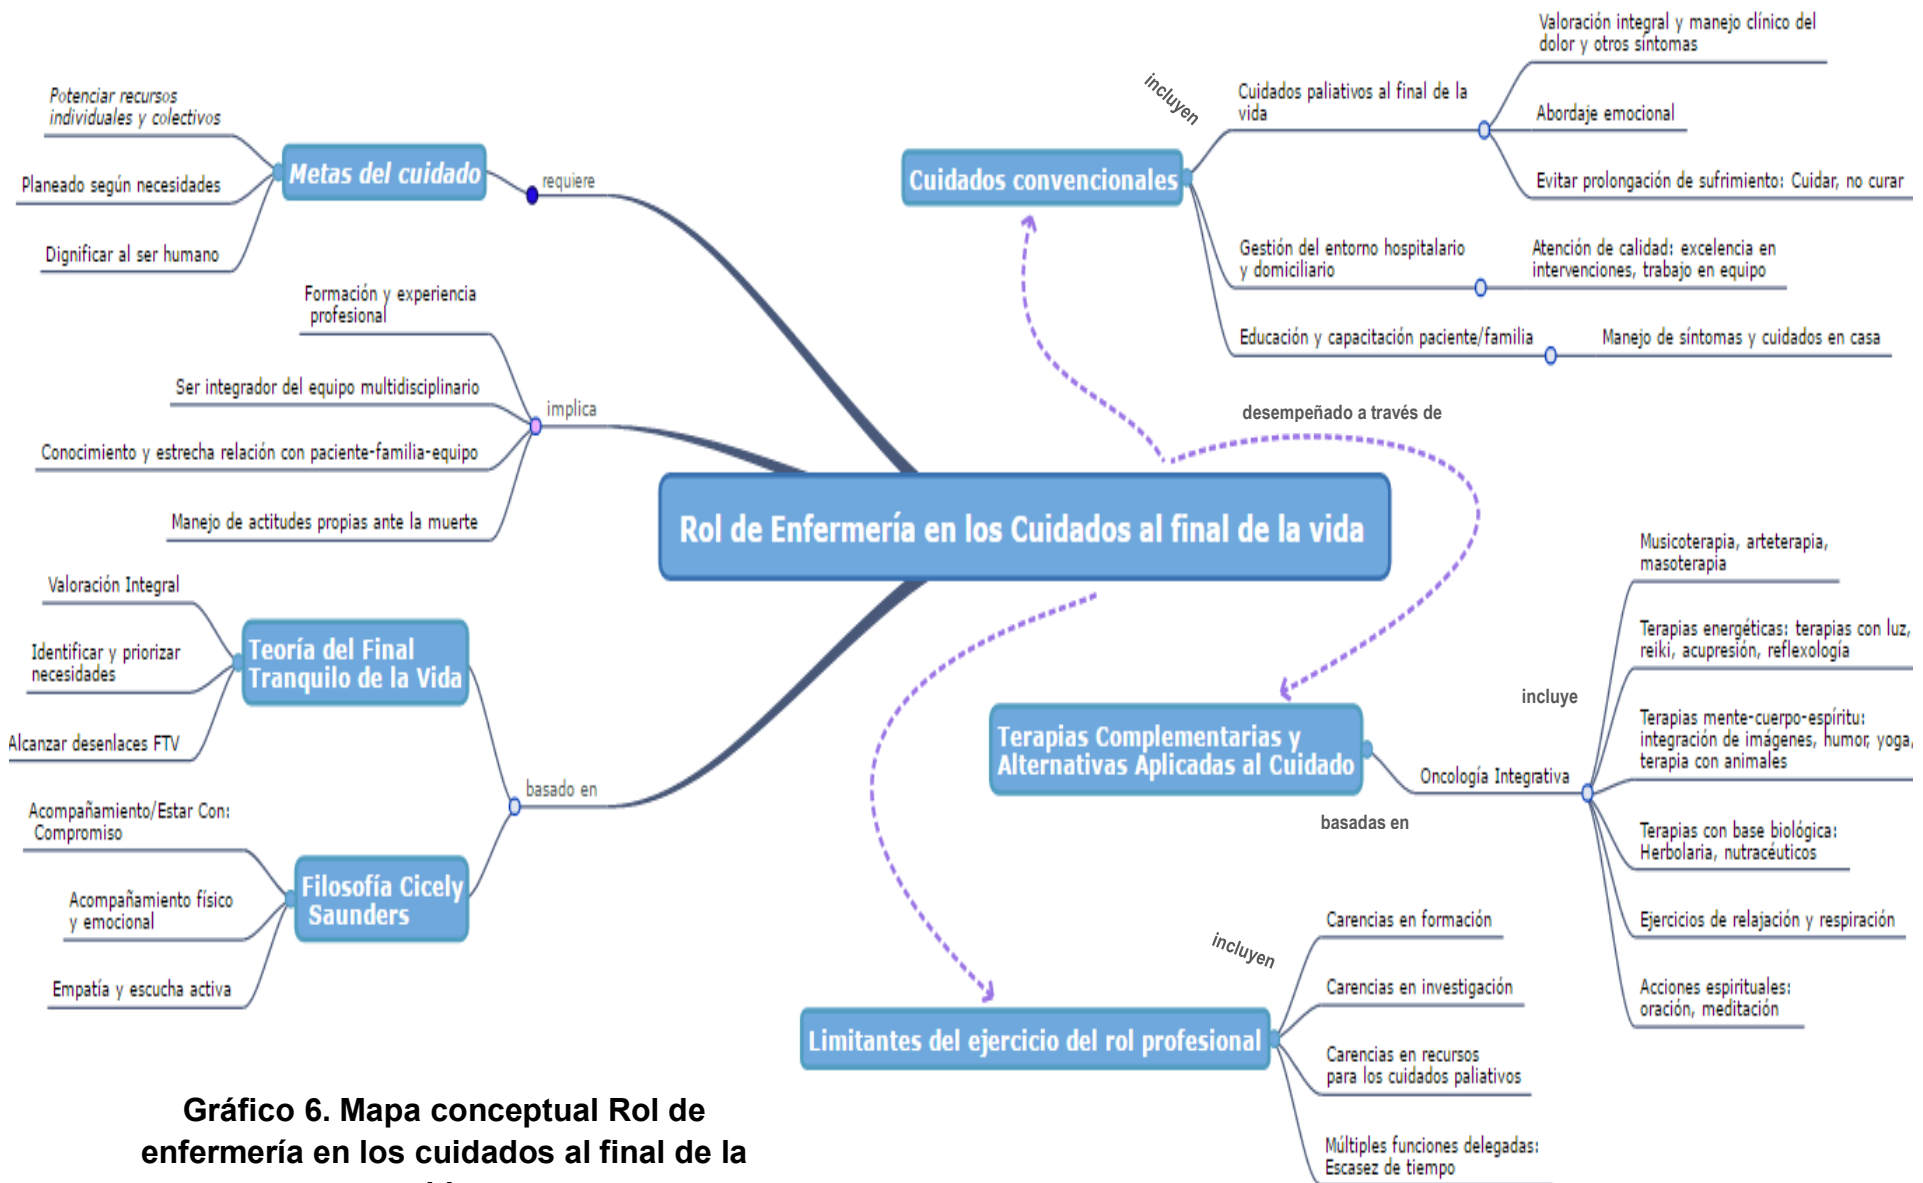 Potenciar recursos
individuales y colectivos
Metas del cuidado
requiere
Planeado según necesidades
Dignificar al ser humano
Formación y experiencia
profesional
Ser integrador del equipo multidisciplinario
implica
Conocimiento y estrecha relación con paciente-familia-equipo
Manejo de actitudes propias ante la muerte
Rol de Enfermería en los Cuidados al final de la vida
Valoración Integral
Identificar y priorizar
necesidades
Alcanzar desenlaces FTV
Teoría del Final
Tranquilo de la Vida
basado en
Acompañamiento/Estar Con:
Compromiso
Acompañamiento físico
y emocional
Empatía y escucha activa
Filosofía Cicely
Saunders
Cuidados convencionales
incluyen
Cuidados paliativos al final de la
vida
Valoración integral y manejo clínico del
dolor y otros síntomas
Abordaje emocional
Evitar prolongación de sufrimiento: Cuidar, no curar
Gestión del entorno hospitalario
y domiciliario
Atención de calidad: excelencia en
intervenciones, trabajo en equipo
Educación y capacitación paciente/familia
Manejo de síntomas y cuidados en casa
desempeñado a través de
Terapias Complementarias y
Alternativas Aplicadas al Cuidado
basadas en
Oncología Integrativa
incluye
Musicoterapia, arteterapia,
masoterapia
Terapias energéticas: terapias con luz,
reiki, acupresión, reflexología
Terapias mente-cuerpo-espíritu:
integración de imágenes, humor, yoga,
terapia con animales
Terapias con base biológica:
Herbolaria, nutracéuticos
Ejercicios de relajación y respiración
Acciones espirituales:
oración, meditación
Limitantes del ejercicio del rol profesional
incluyen
Carencias en formación
Carencias en investigación
Carencias en recursos
para los cuidados paliativos
Múltiples funciones delegadas:
Escasez de tiempo
Gráfico 6. Mapa conceptual Rol de
enfermería en los cuidados al final de la